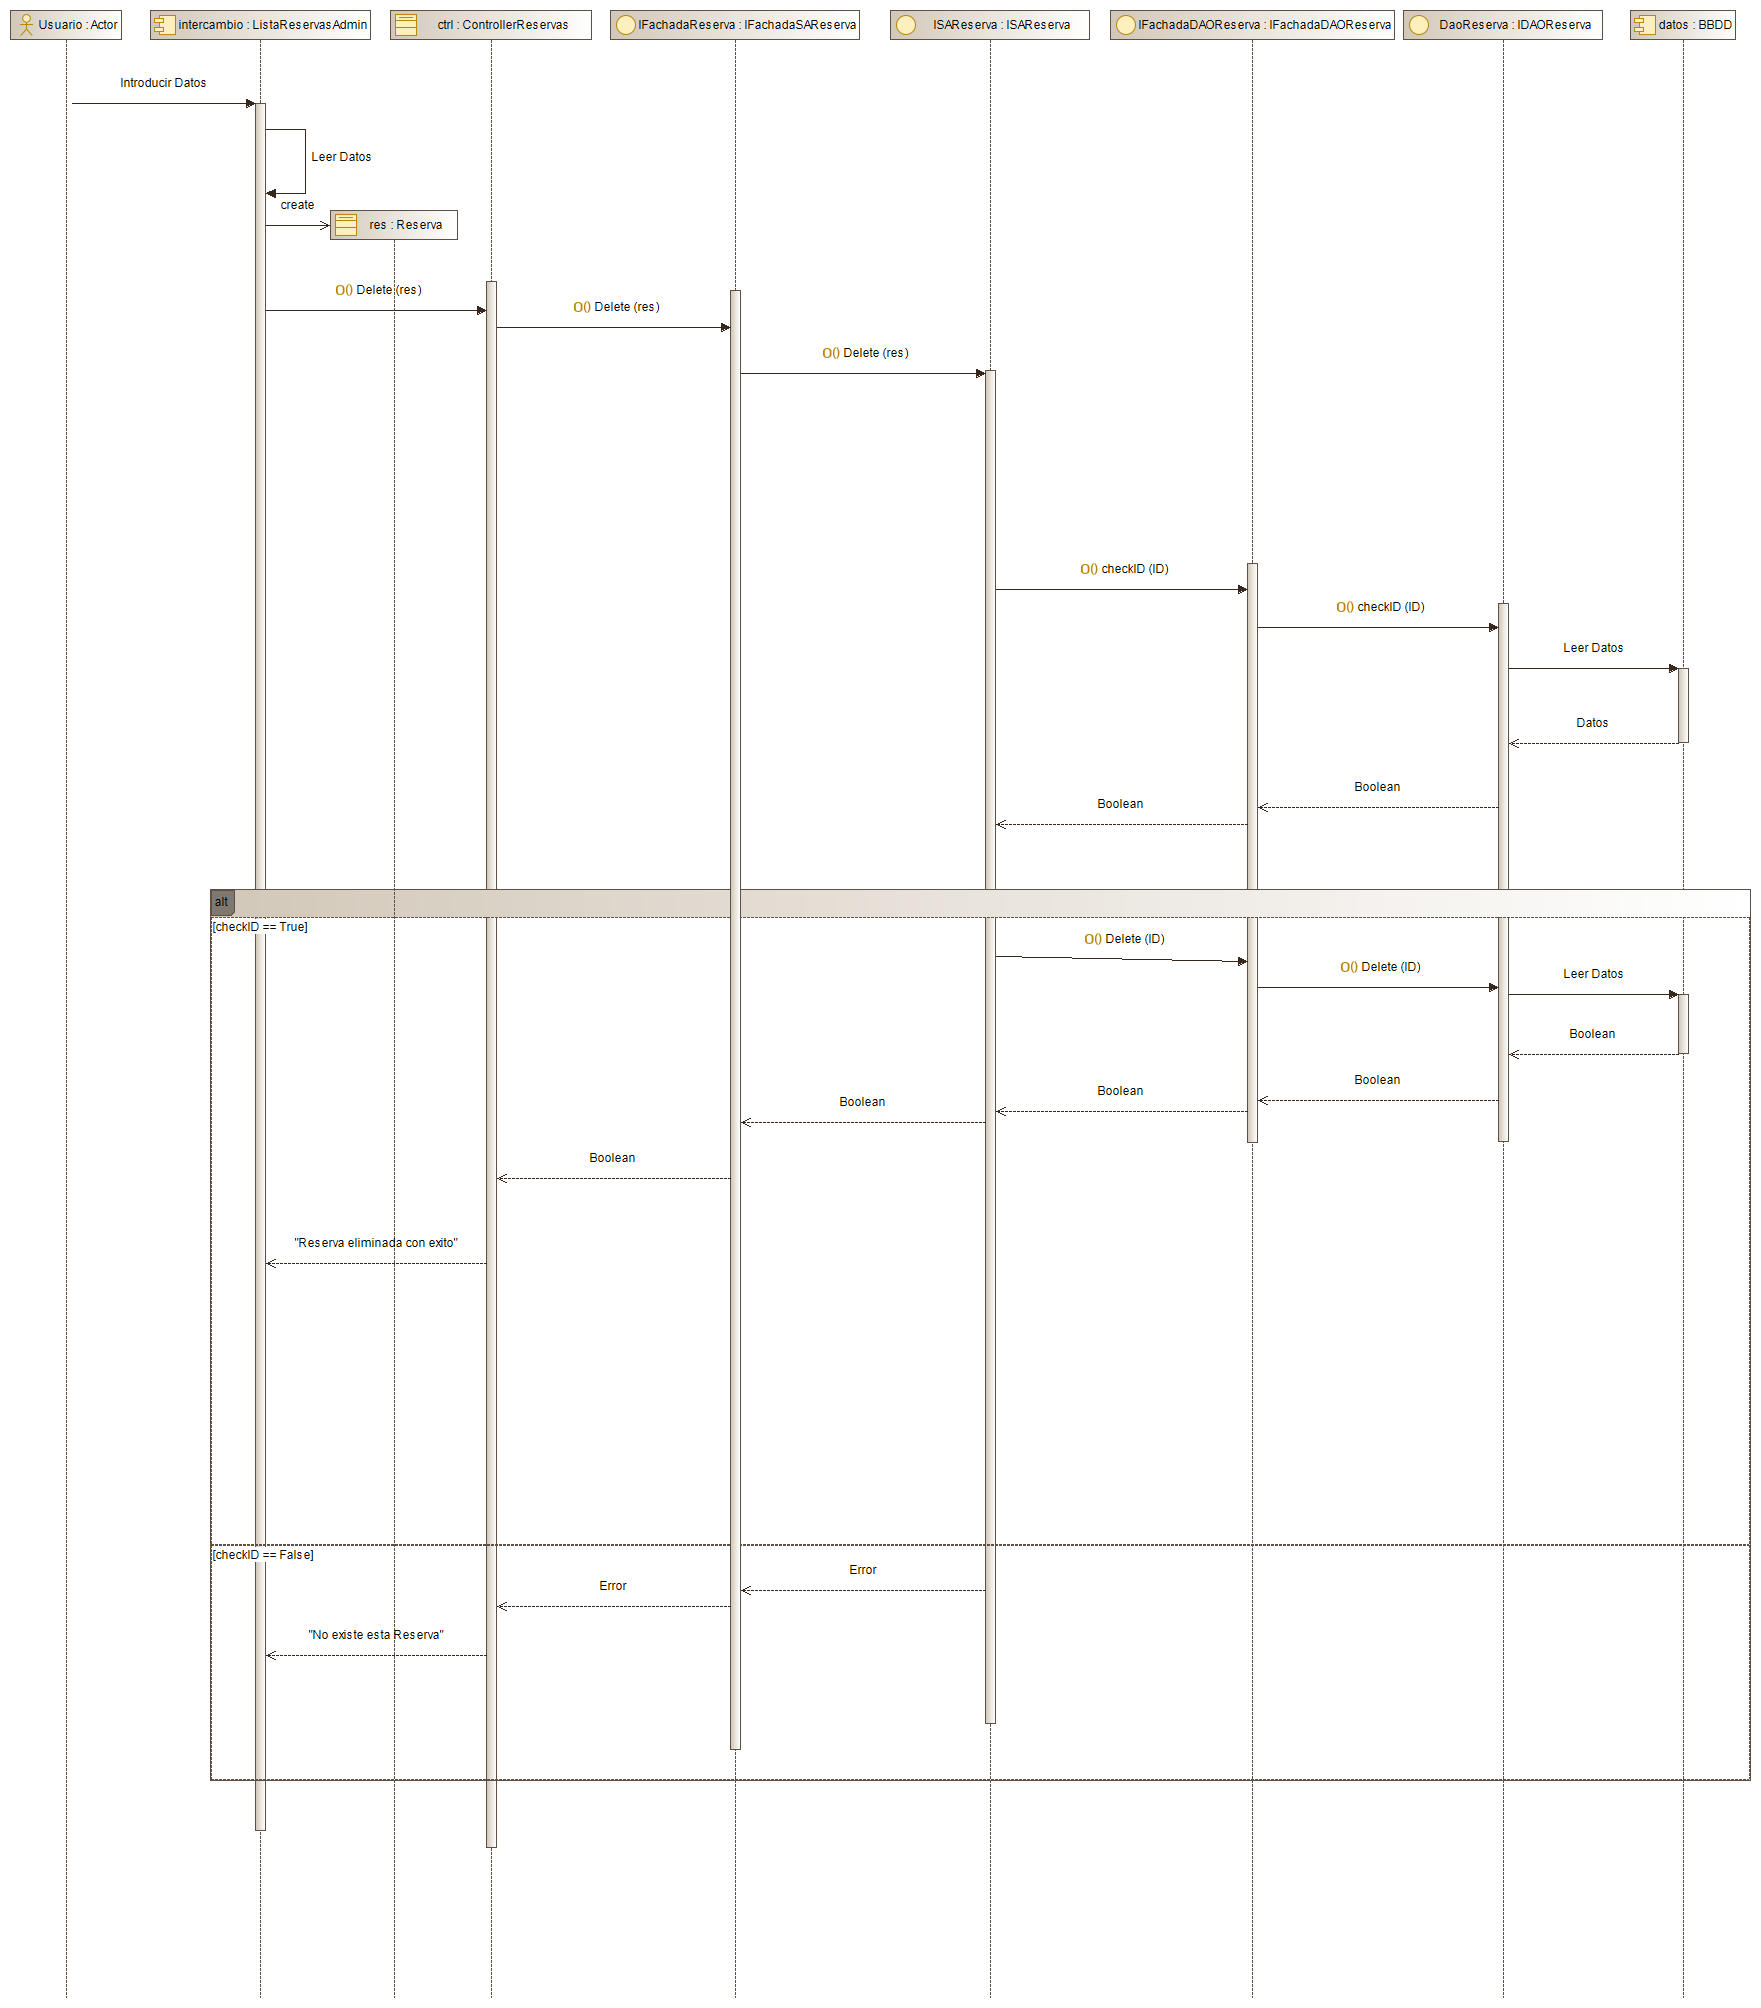 Usuario : Actor
intercambio : ListaReservasAdmin
ctrl : ControllerReservas
IFachadaReserva : IFachadaSAReserva
ISAReserva : ISAReserva
IFachadaDAOReserva : IFachadaDAOReserva
DaoReserva : IDAOReserva
datos : BBDD
Introducir Datos
Leer Datos
create
res : Reserva
O() Delete (res)
O() Delete (res)
O() Delete (res)
O() checkID (ID)
O() checkID (ID)
Leer Datos
Datos
Boolean
Boolean
alt
[checkID == True]
O() Delete (ID)
O() Delete (ID)
Leer Datos
Boolean
Boolean
Boolean
Boolean
Boolean
"Reserva eliminada con exito"
[checkID == False]
Error
Error
"No existe esta Reserva"